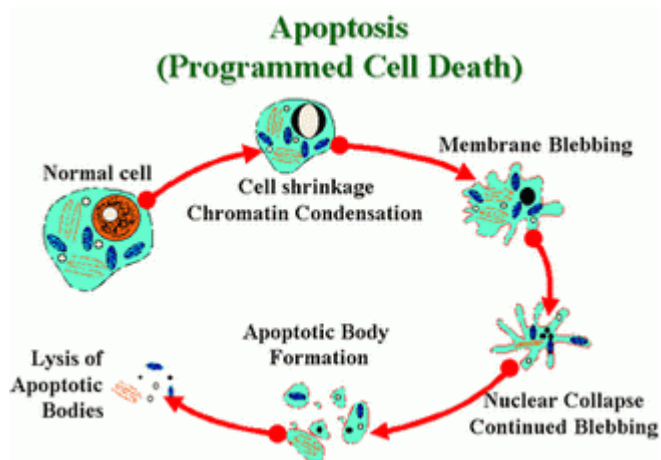 Apoptosis
(Programmed Cell Death)
Normal cell
Cell shrinkage
Chromatin Condensation
Membrane Blebbing
Nuclear Collapse
Continued Blebbing
Apoptotic Body
Formation
Lysis of
Apoptotic
Bodies